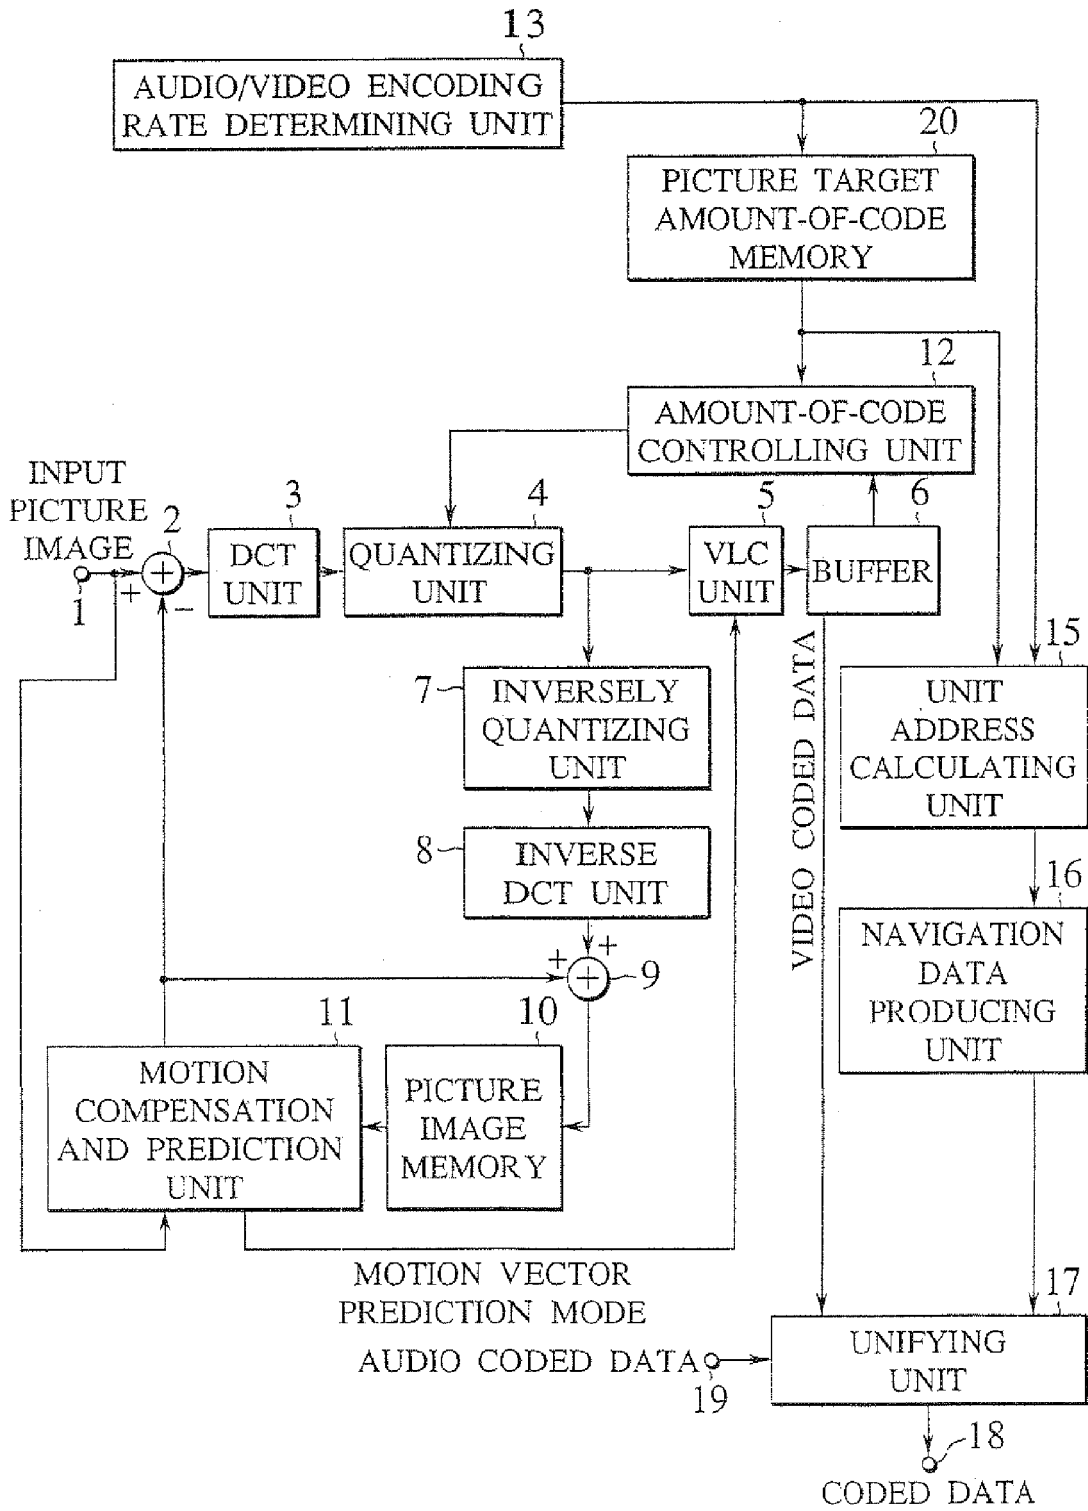 13
AUDIO/VIDEO ENCODING
RATE DETERMINING UNIT
20
PICTURE TARGET
AMOUNT-OF-CODE
MEMORY
12
AMOUNT-OF-CODE
CONTROLLING UNIT
INPUT
PICTURE
IMAGE
1
+
−
2
+
3
DCT
UNIT
4
QUANTIZING
UNIT
5
VLC
UNIT
6
BUFFER
7
INVERSELY
QUANTIZING
UNIT
8
INVERSE
DCT UNIT
+
+
+
9
VIDEO CODED DATA
15
UNIT
ADDRESS
CALCULATING
UNIT
16
NAVIGATION
DATA
PRODUCING
UNIT
11
MOTION
COMPENSATION
AND PREDICTION
UNIT
10
PICTURE
IMAGE
MEMORY
MOTION VECTOR
PREDICTION MODE
AUDIO CODED DATA
19
17
UNIFYING
UNIT
18
CODED DATA